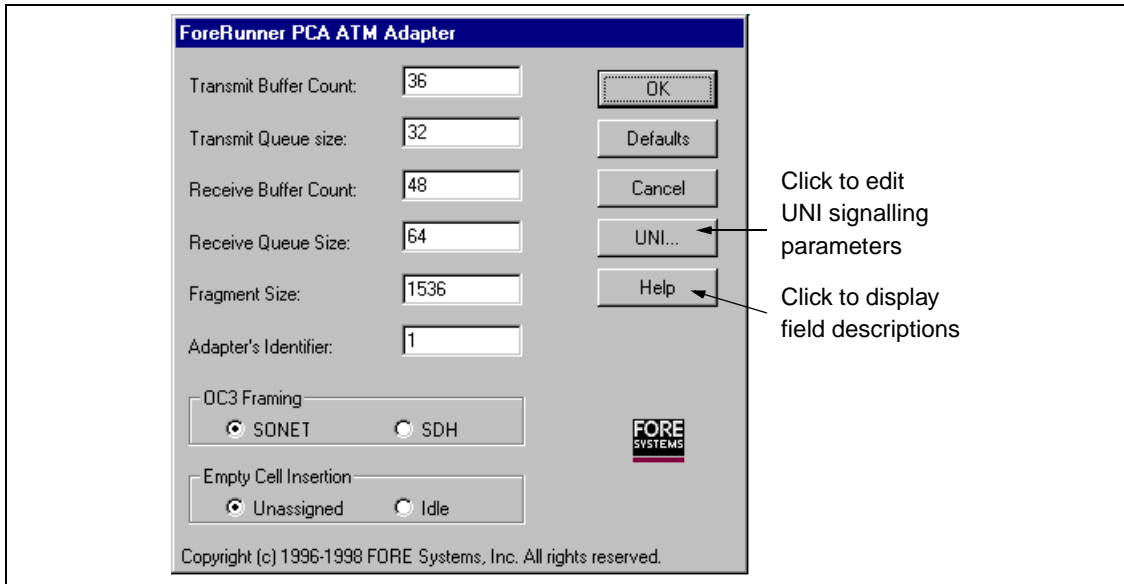 ForeRunner PCA ATM Adapter
Transmit Buffer Count: 36
OK
Transmit Queue size: 32
Defaults
Receive Buffer Count: 48
Cancel
Receive Queue Size: 64
UNI...
Fragment Size: 1536
Help
Adapter's Identifier: 1
OC3 Framing
SONET SDH
Empty Cell Insertion
Unassigned Idle
FORE
SYSTEMS
Copyright (c) 1996-1998 FORE Systems, Inc. All rights reserved.
Click to edit
UNI signalling
parameters
Click to display
field descriptions